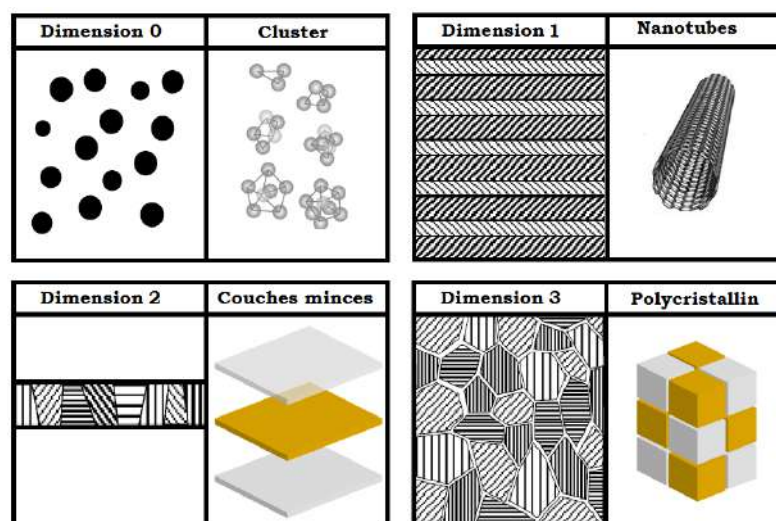 Dimension 0
Cluster
Dimension 1
Nanotubes
Dimension 2
Couches minces
Dimension 3
Polycristallin